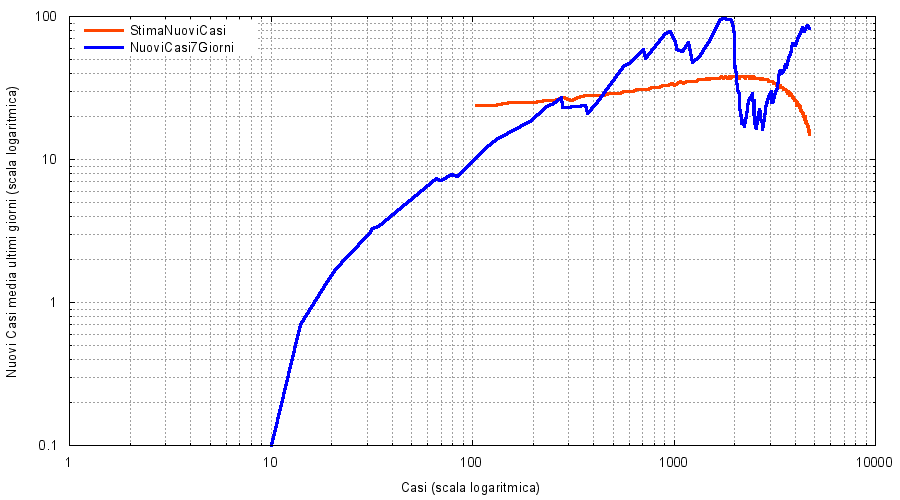 100
10
1
0.1
StimaNuoviCasi
NuoviCasi7Giorni
Nuovi Casi media ultimi giorni (scala logaritmica)
1
10
100
1000
10000
Casi (scala logaritmica)